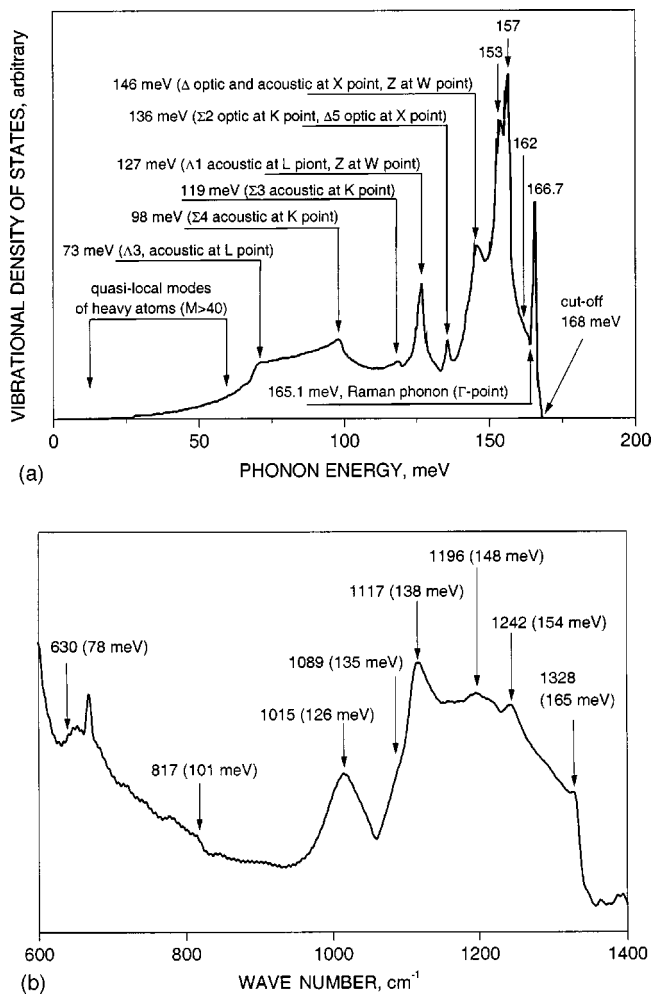 157
153
146 meV (Δ optic and acoustic at X point, Z at W point)
136 meV (Σ2 optic at K point, Δ5 optic at X point)
162
127 meV (Λ1 acoustic at L piont, Z at W point)
119 meV (Σ3 acoustic at K point)
166.7
98 meV (Σ4 acoustic at K point)
73 meV (Λ3, acoustic at L point)
quasi-local modes
of heavy atoms (M>40)
cut-off
168 meV
165.1 meV, Raman phonon (Γ-point)
VIBRATIONAL DENSITY OF STATES, arbitrary
0 50 100 150 200
(a)
PHONON ENERGY, meV
1196 (148 meV)
1117 (138 meV)
1242 (154 meV)
630 (78 meV)
1089 (135 meV)
1328
(165 meV)
1015 (126 meV)
817 (101 meV)
600 800 1000 1200 1400
(b)
WAVE NUMBER, cm-1